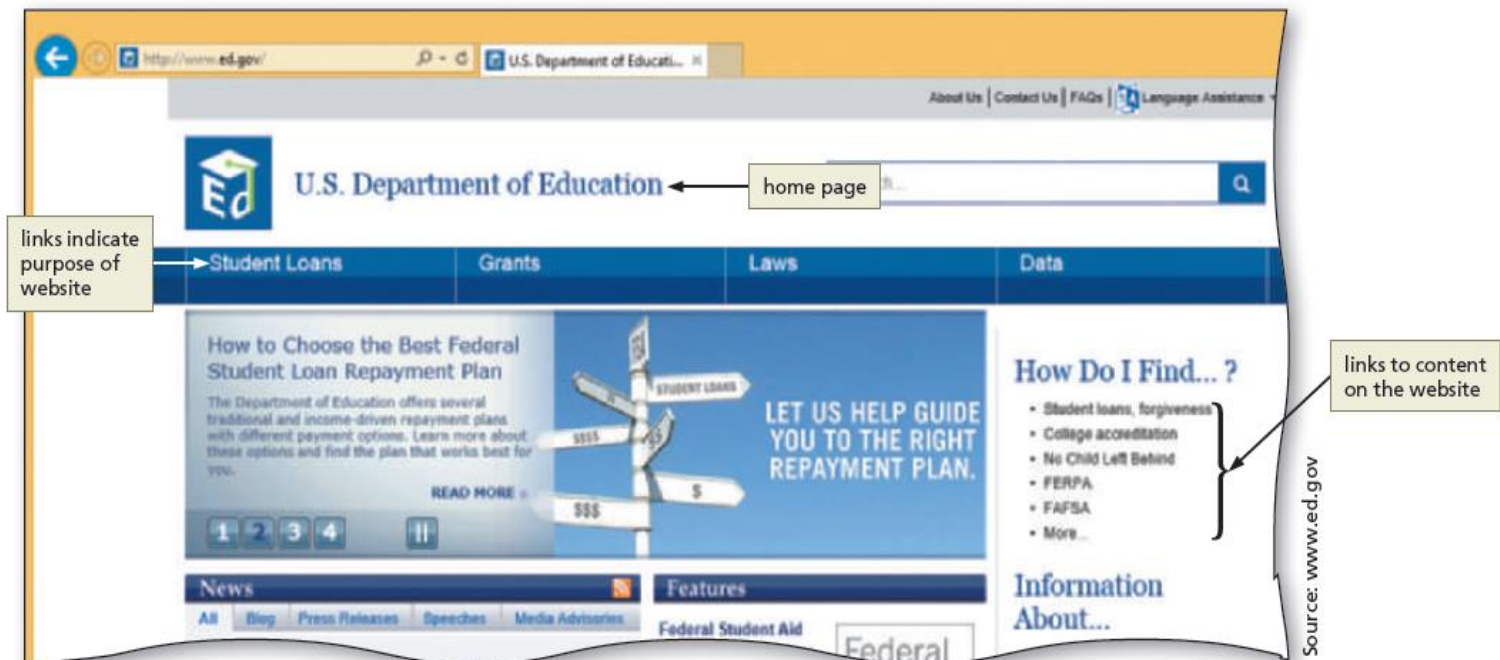 http://www.ed.gov/
U.S. Department of Educati...
About Us | Contact Us | FAQs | Language Assistance
Ed
U.S. Department of Education
home page
links indicate
purpose of
website
Student Loans
Grants
Laws
Data
How to Choose the Best Federal
Student Loan Repayment Plan
The Department of Education offers several
traditional and income-driven repayment plans
with different payment options. Learn more about
these options and find the plan that works best for
you.
READ MORE »
1 2 3 4
STUDENT LOANS
$$$$
$$
$
$$$
LET US HELP GUIDE
YOU TO THE RIGHT
REPAYMENT PLAN.
How Do I Find... ?
• Student loans, forgiveness
• College accreditation
• No Child Left Behind
• FERPA
• FAFSA
• More...
links to content
on the website
News
All Blog Press Releases Speeches Media Advisories
Features
Federal Student Aid
Federal
Information
About...
Source: www.ed.gov